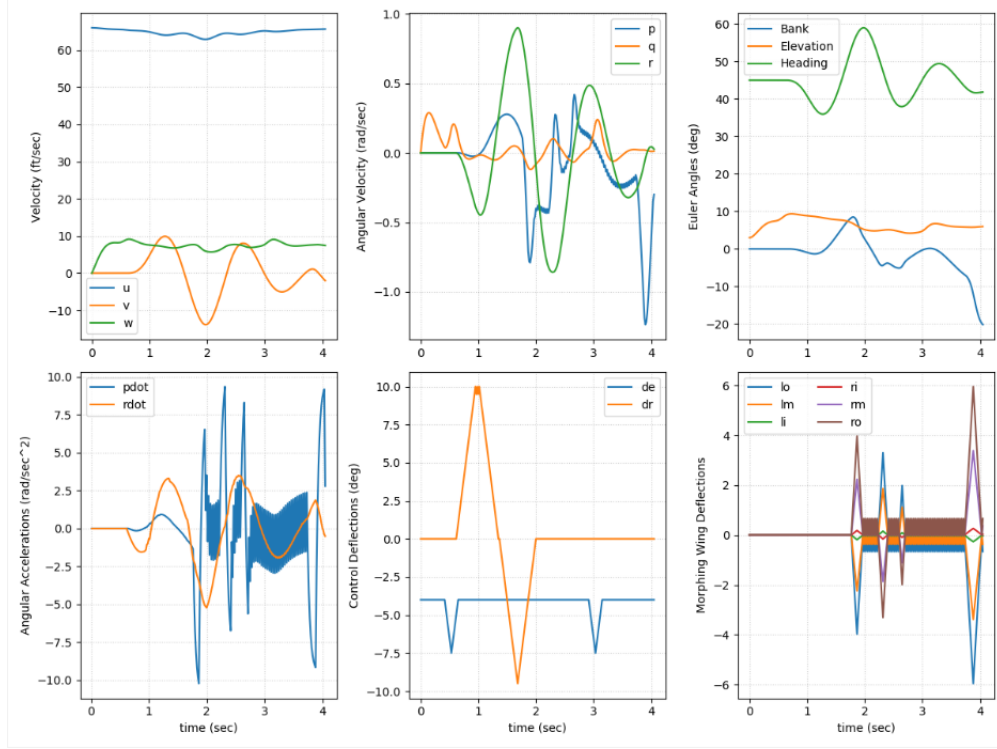 Velocity (ft/sec)
60
50
40
30
20
10
0
−10
u
v
w
0 1 2 3 4
Angular Velocity (rad/sec)
1.0
0.5
0.0
−0.5
−1.0
p
q
r
0 1 2 3 4
Euler Angles (deg)
60
50
40
30
20
10
0
−10
−20
Bank
Elevation
Heading
0 1 2 3 4
Angular Accelerations (rad/sec^2)
10.0
7.5
5.0
2.5
0.0
−2.5
−5.0
−7.5
−10.0
pdot
rdot
0 1 2 3 4
time (sec)
Control Deflections (deg)
10.0
7.5
5.0
2.5
0.0
−2.5
−5.0
−7.5
−10.0
de
dr
0 1 2 3 4
time (sec)
Morphing Wing Deflections
6
4
2
0
−2
−4
−6
lo ri
lm rm
li ro
0 1 2 3 4
time (sec)